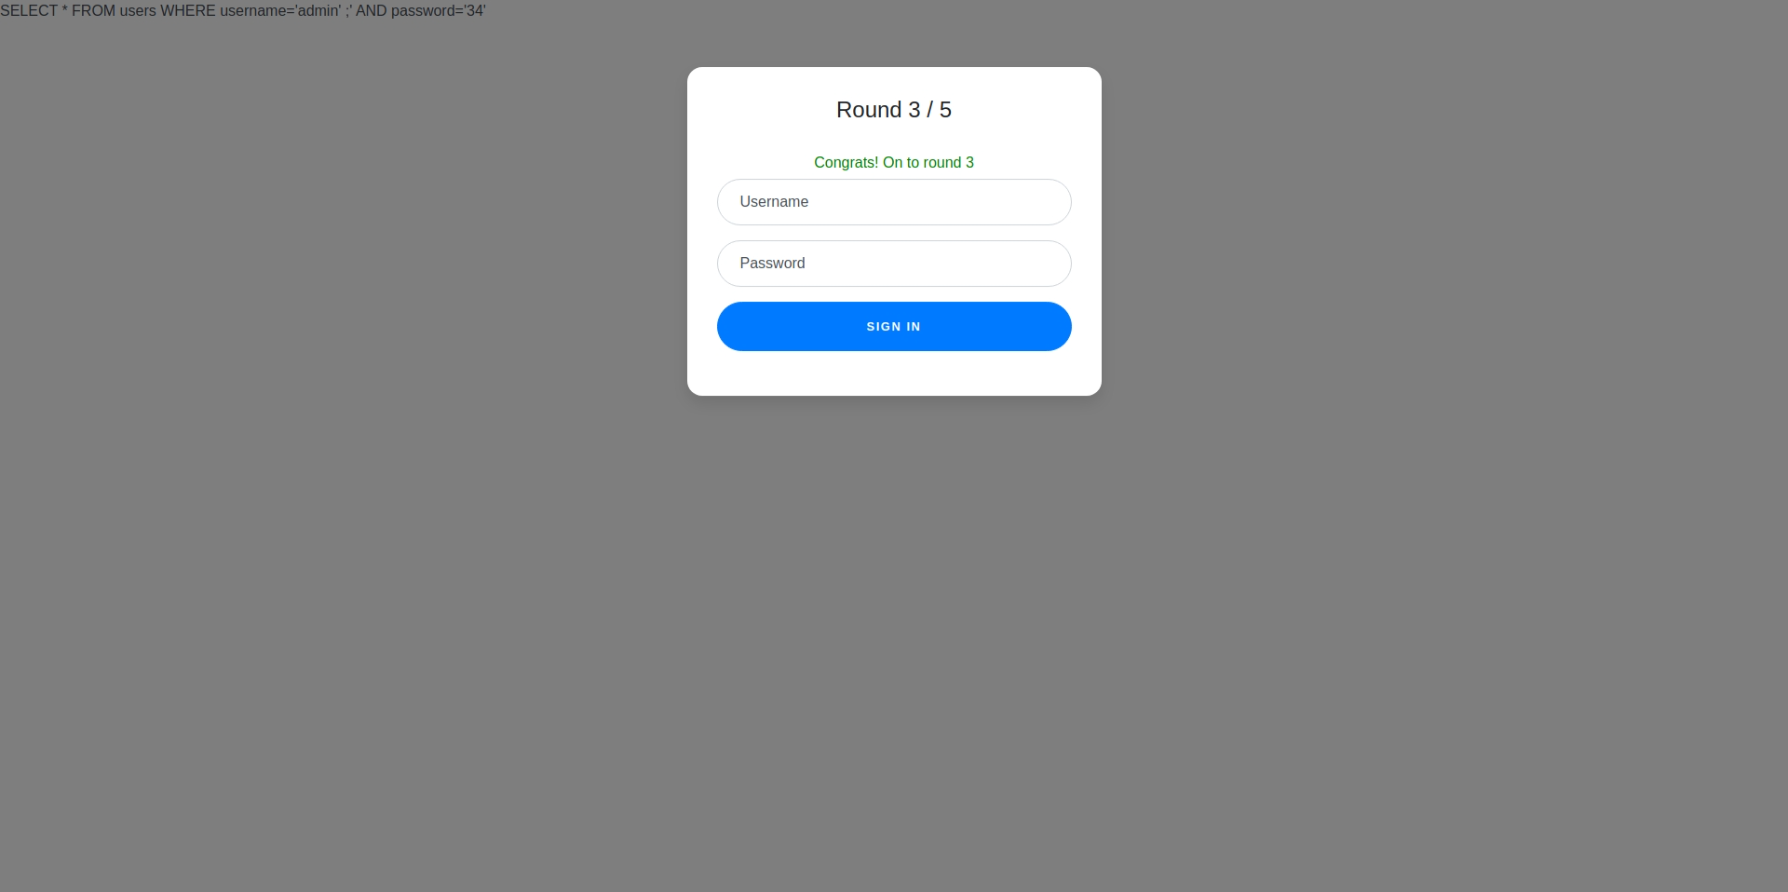 SELECT * FROM users WHERE username='admin' ;' AND password='34'
Round 3 / 5
Congrats! On to round 3
Username
Password
SIGN IN